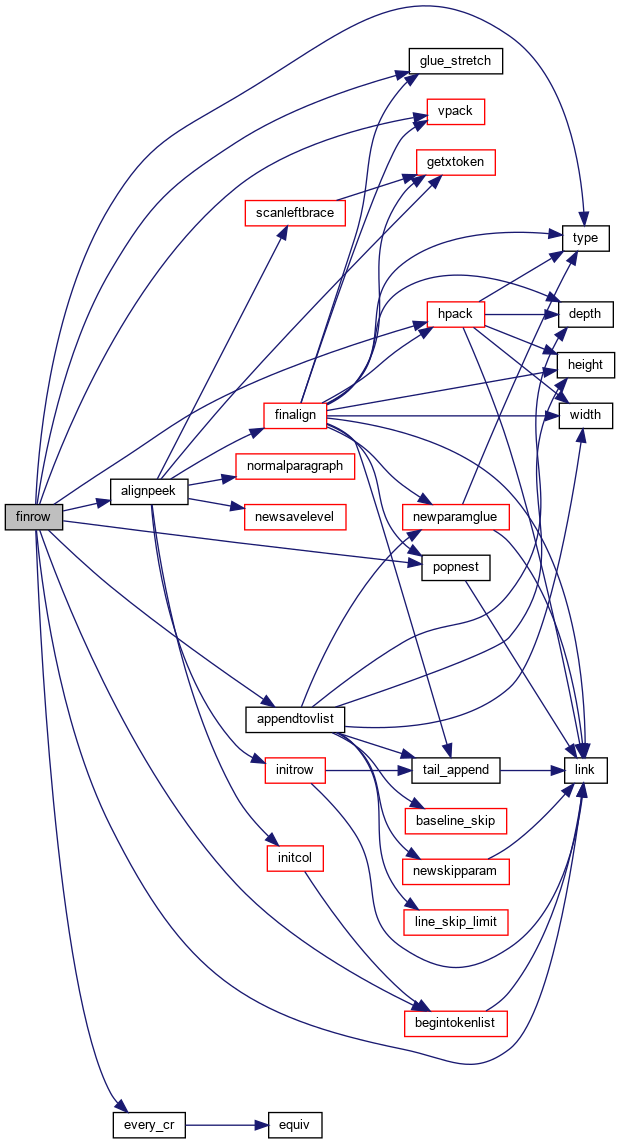 glue_stretch
vpack
getxtoken
scanleftbrace
type
depth
hpack
height
width
finalign
normalparagraph
alignpeek
finrow
newsavelevel
newparamglue
popnest
appendtovlist
initrow
tail_append
link
baseline_skip
initcol
newskipparam
line_skip_limit
begintokenlist
every_cr
equiv